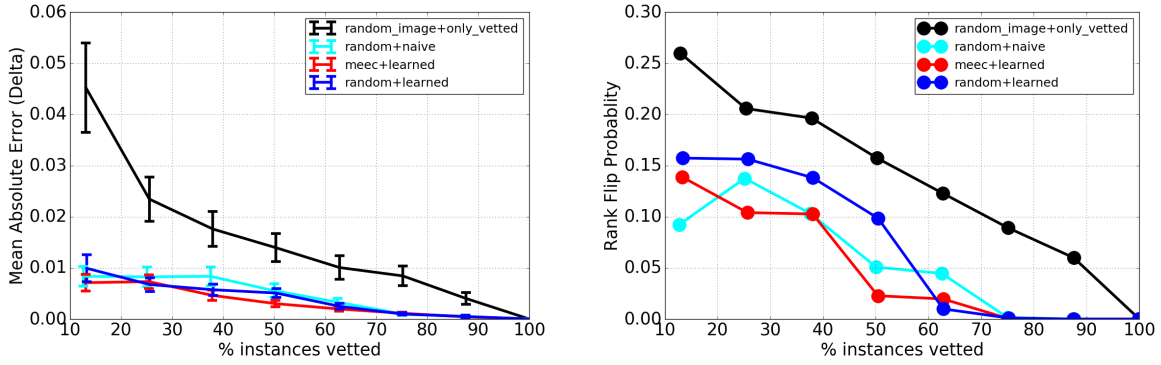 0.06
0.05
0.04
0.03
0.02
0.01
0.00
Mean Absolute Error (Delta)
10 20 30 40 50 60 70 80 90 100
% instances vetted
random_image+only_vetted
random+naive
meec+learned
random+learned
0.30
0.25
0.20
0.15
0.10
0.05
0.00
Rank Flip Probablity
10 20 30 40 50 60 70 80 90 100
% instances vetted
random_image+only_vetted
random+naive
meec+learned
random+learned